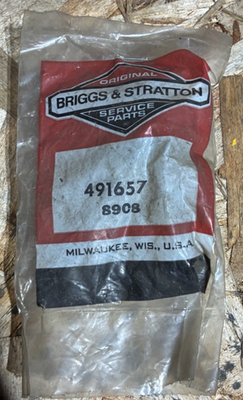 ORIGINAL
BRIGGS & STRATTON
SERVICE
PARTS
491657
8908
MILWAUKEE, WIS., U.S.A